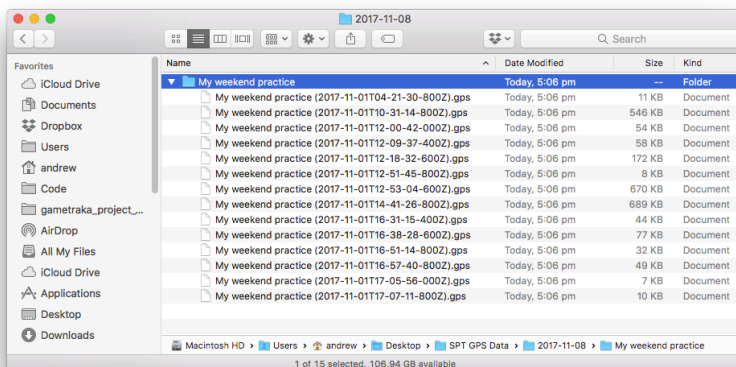 2017-11-08
Search
Favorites
iCloud Drive
Documents
Dropbox
Users
andrew
Code
gametraka_project_...
AirDrop
All My Files
iCloud Drive
Applications
Desktop
Downloads
Name Date Modified Size Kind
My weekend practice Today, 5:06 pm -- Folder
My weekend practice (2017-11-01T04-21-30-800Z).gps Today, 5:06 pm 11 KB Document
My weekend practice (2017-11-01T10-31-14-800Z).gps Today, 5:06 pm 546 KB Document
My weekend practice (2017-11-01T12-00-42-000Z).gps Today, 5:06 pm 54 KB Document
My weekend practice (2017-11-01T12-09-37-400Z).gps Today, 5:06 pm 58 KB Document
My weekend practice (2017-11-01T12-18-32-600Z).gps Today, 5:06 pm 172 KB Document
My weekend practice (2017-11-01T12-51-45-800Z).gps Today, 5:06 pm 8 KB Document
My weekend practice (2017-11-01T12-53-04-600Z).gps Today, 5:06 pm 670 KB Document
My weekend practice (2017-11-01T14-41-26-800Z).gps Today, 5:06 pm 689 KB Document
My weekend practice (2017-11-01T16-31-15-400Z).gps Today, 5:06 pm 44 KB Document
My weekend practice (2017-11-01T16-38-28-600Z).gps Today, 5:06 pm 77 KB Document
My weekend practice (2017-11-01T16-51-14-800Z).gps Today, 5:06 pm 32 KB Document
My weekend practice (2017-11-01T16-57-40-800Z).gps Today, 5:06 pm 49 KB Document
My weekend practice (2017-11-01T17-05-56-000Z).gps Today, 5:06 pm 7 KB Document
My weekend practice (2017-11-01T17-07-11-800Z).gps Today, 5:06 pm 10 KB Document
Macintosh HD › Users › andrew › Desktop › SPT GPS Data › 2017-11-08 › My weekend practice
1 of 15 selected, 106.94 GB available